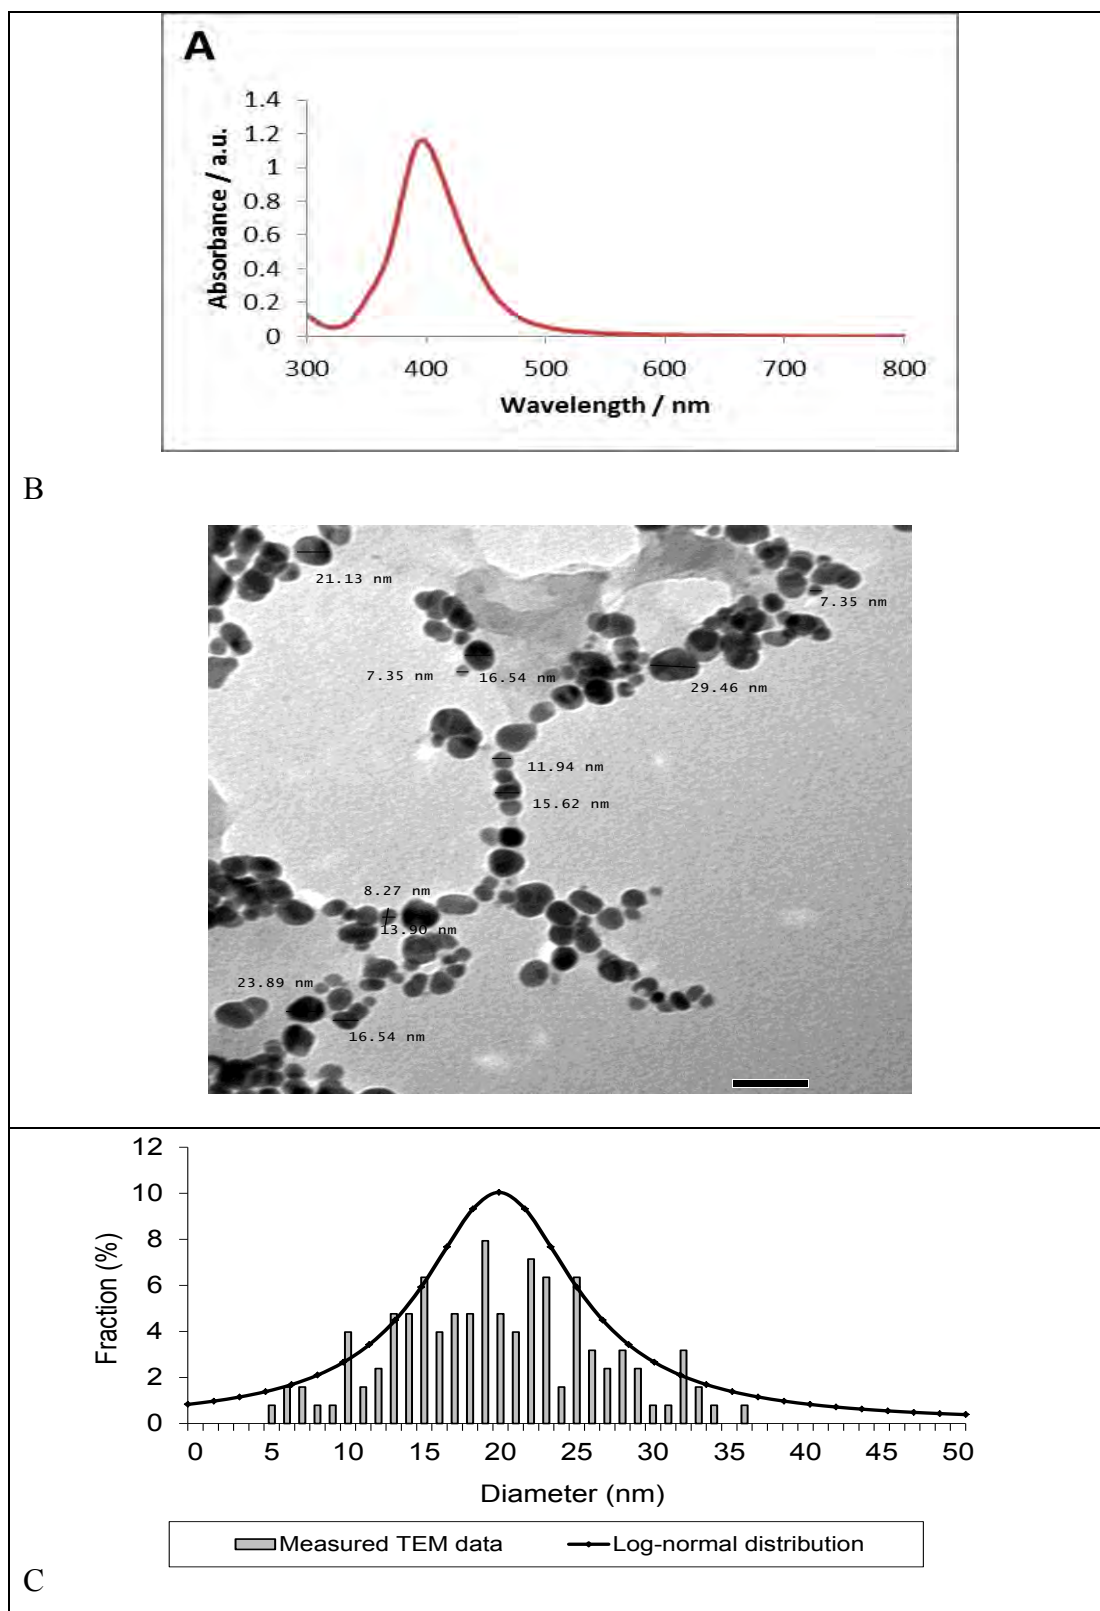 A
1.4
1.2
1
0.8
0.6
0.4
0.2
0
Absorbance / a.u.
300 400 500 600 700 800
Wavelength / nm
B
21.13 nm
7.35 nm
7.35 nm
16.54 nm
29.46 nm
11.94 nm
15.62 nm
8.27 nm
13.90 nm
23.89 nm
16.54 nm
12
10
8
6
4
2
0
Fraction (%)
0 5 10 15 20 25 30 35 40 45 50
Diameter (nm)
Measured TEM data Log-normal distribution
C